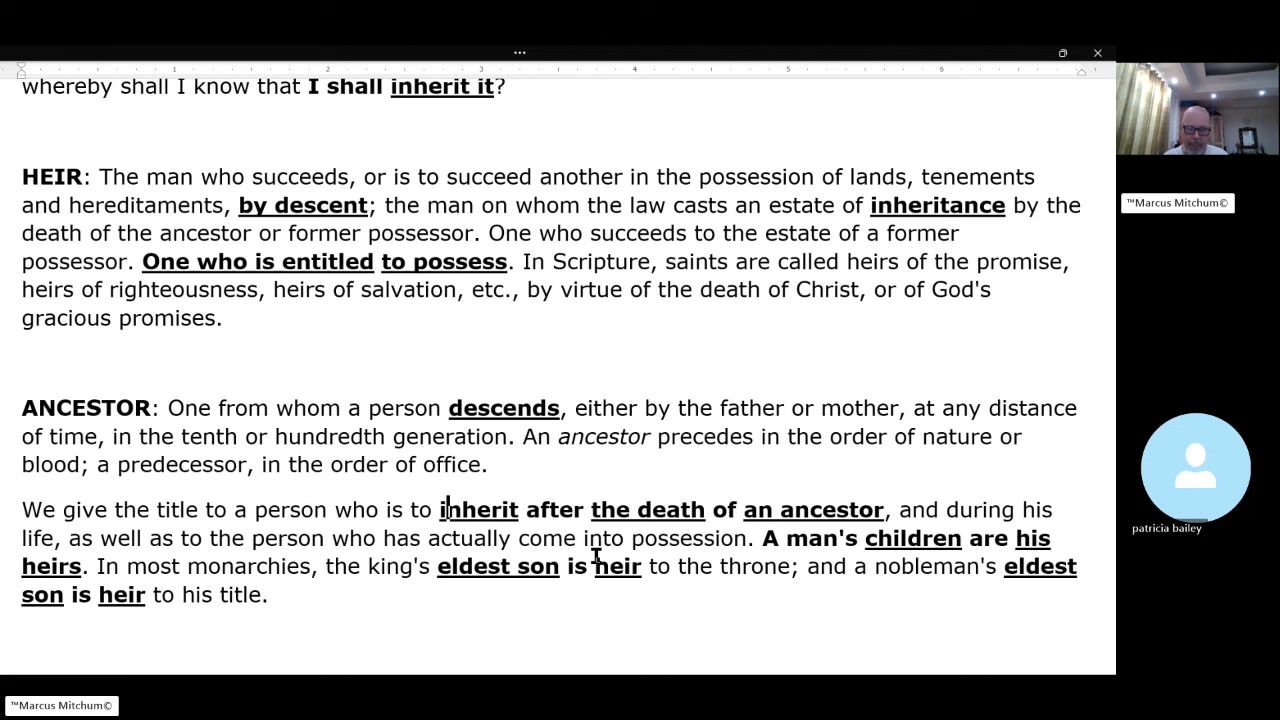 whereby shall I know that I shall inherit it?
HEIR: The man who succeeds, or is to succeed another in the possession of lands, tenements
and hereditaments, by descent; the man on whom the law casts an estate of inheritance by the
death of the ancestor or former possessor. One who succeeds to the estate of a former
possessor. One who is entitled to possess. In Scripture, saints are called heirs of the promise,
heirs of righteousness, heirs of salvation, etc., by virtue of the death of Christ, or of God's
gracious promises.
ANCESTOR: One from whom a person descends, either by the father or mother, at any distance
of time, in the tenth or hundredth generation. An ancestor precedes in the order of nature or
blood; a predecessor, in the order of office.
We give the title to a person who is to inherit after the death of an ancestor, and during his
life, as well as to the person who has actually come into possession. A man's children are his
heirs. In most monarchies, the king's eldest son is heir to the throne; and a nobleman's eldest
son is heir to his title.
1 2 3 4 5 6
™Marcus Mitchum©
patricia bailey
™Marcus Mitchum©